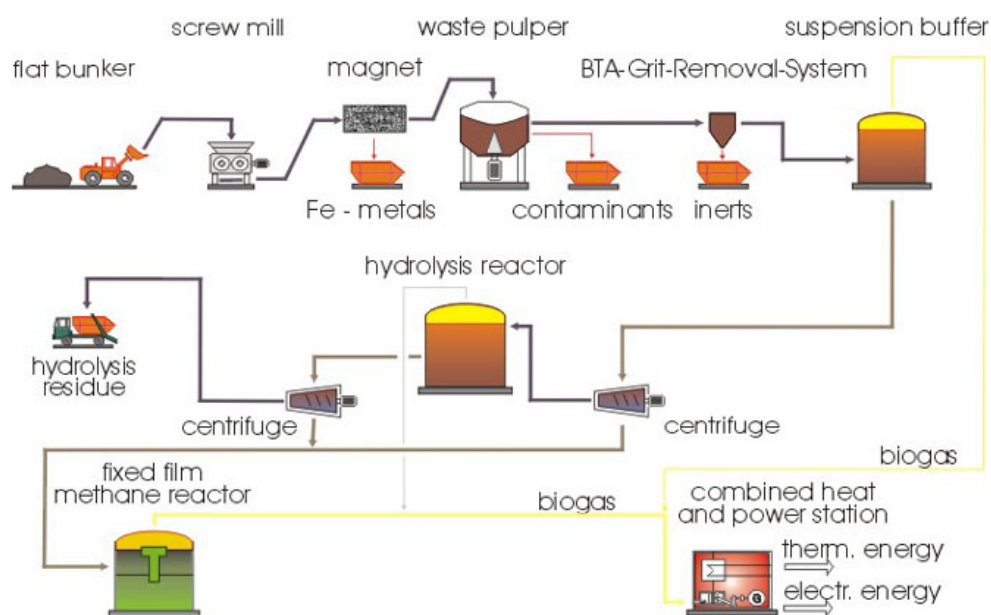 screw mill
waste pulper
suspension buffer
flat bunker
magnet
BTA-Grit-Removal-System
Fe - metals
contaminants
inerts
hydrolysis reactor
hydrolysis
residue
centrifuge
centrifuge
fixed film
methane reactor
biogas
biogas
combined heat
and power station
therm. energy
electr. energy
G